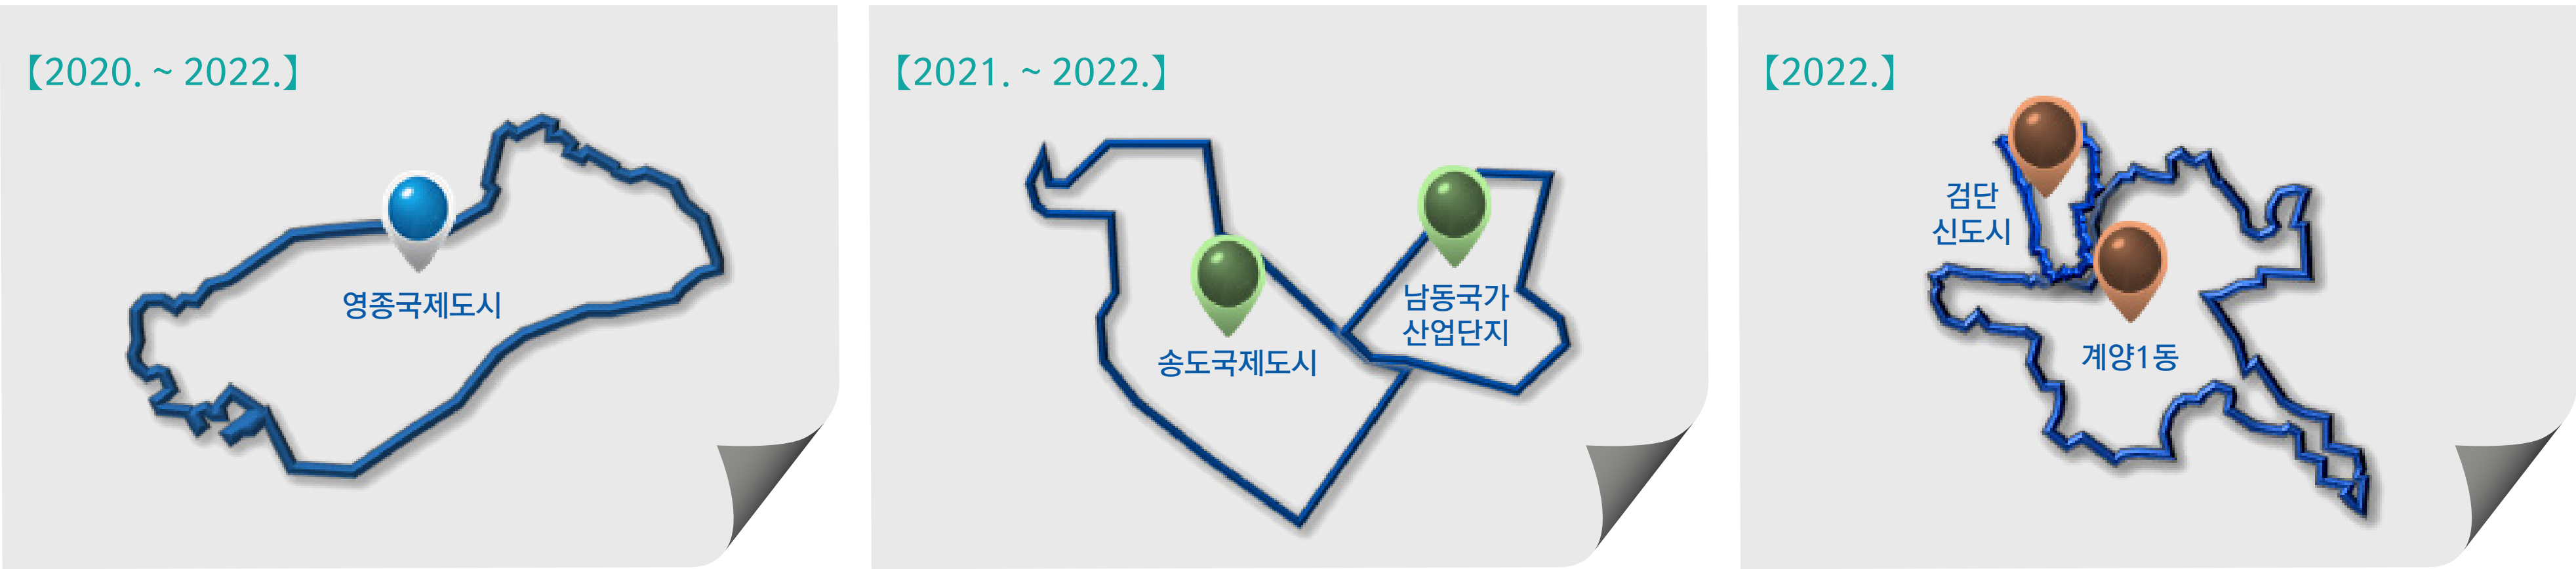 【2020. ~ 2022.】
영종국제도시
【2021. ~ 2022.】
송도국제도시
남동국가
산업단지
【2022.】
검단
신도시
계양1동